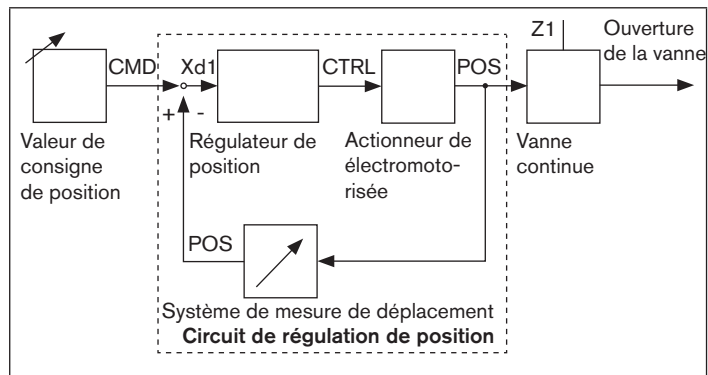 Z1
Ouverture
de la vanne
CMD
Xd1
CTRL
POS
+ -
Valeur de
consigne
de position
Régulateur de
position
Actionneur de
électromoto-
risée
Vanne
continue
POS
Système de mesure de déplacement
Circuit de régulation de position